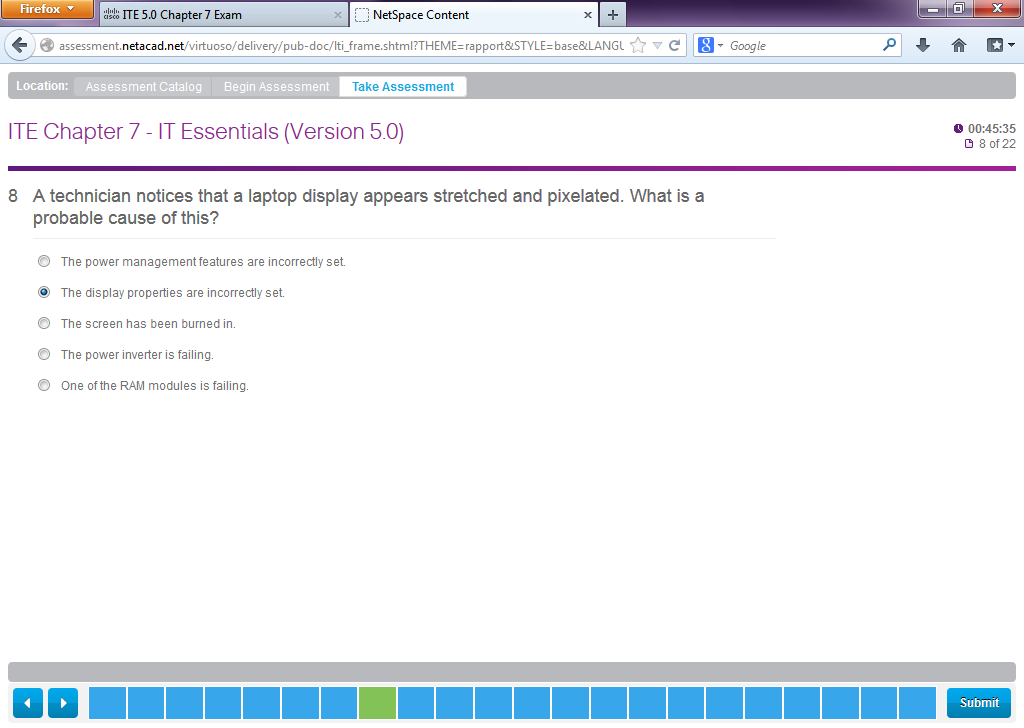 Firefox
cisco ITE 5.0 Chapter 7 Exam
NetSpace Content
assessment.netacad.net/virtuoso/delivery/pub-doc/lti_frame.shtml?THEME=rapport&STYLE=base&LANGU
8 Google
Location: Assessment Catalog Begin Assessment Take Assessment
ITE Chapter 7 - IT Essentials (Version 5.0)
00:45:35
8 of 22
8 A technician notices that a laptop display appears stretched and pixelated. What is a
probable cause of this?
The power management features are incorrectly set.
The display properties are incorrectly set.
The screen has been burned in.
The power inverter is failing.
One of the RAM modules is failing.
Submit